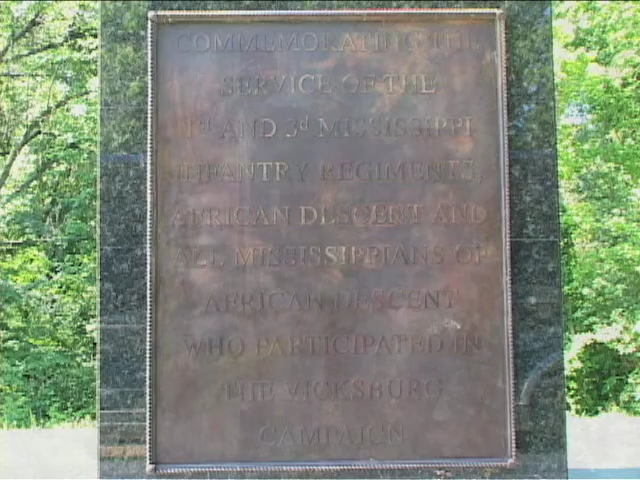 COMMEMORATING THE
SERVICE OF THE
1st AND 3d MISSISSIPPI
INFANTRY REGIMENTS,
AFRICAN DESCENT AND
ALL MISSISSIPPIANS OF
AFRICAN DESCENT
WHO PARTICIPATED IN
THE VICKSBURG
CAMPAIGN